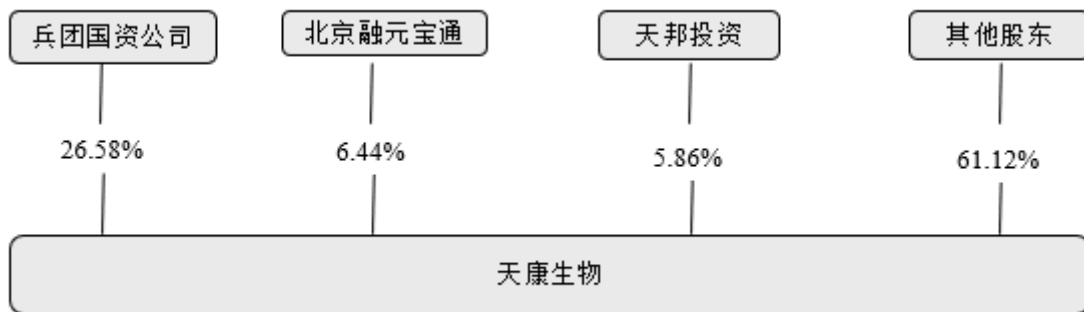 兵团国资公司
北京融元宝通
天邦投资
其他股东
26.58%
6.44%
5.86%
61.12%
天康生物